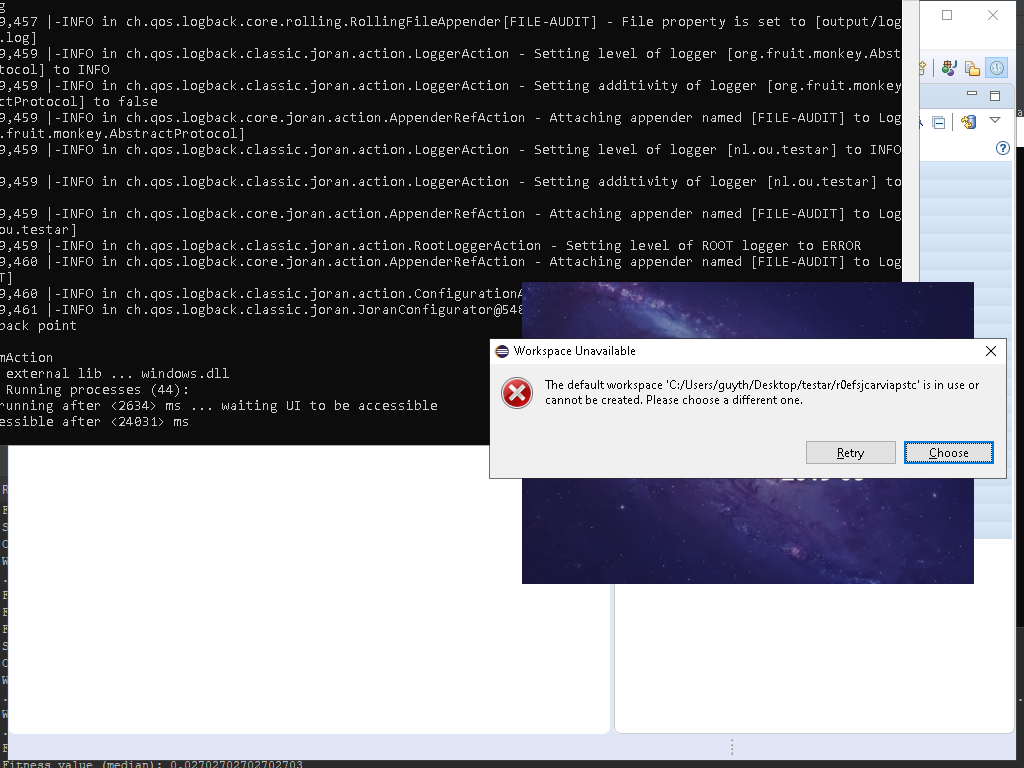 g
9,457 |-INFO in ch.qos.logback.core.rolling.RollingFileAppender[FILE-AUDIT] - File property is set to [output/log
.log]
9,459 |-INFO in ch.qos.logback.classic.joran.action.LoggerAction - Setting level of logger [org.fruit.monkey.Abst
tocol] to INFO
9,459 |-INFO in ch.qos.logback.classic.joran.action.LoggerAction - Setting additivity of logger [org.fruit.monkey
ctProtocol] to false
9,459 |-INFO in ch.qos.logback.core.joran.action.AppenderRefAction - Attaching appender named [FILE-AUDIT] to Log
.fruit.monkey.AbstractProtocol]
9,459 |-INFO in ch.qos.logback.classic.joran.action.LoggerAction - Setting level of logger [nl.ou.testar] to INFO
9,459 |-INFO in ch.qos.logback.classic.joran.action.LoggerAction - Setting additivity of logger [nl.ou.testar] to
9,459 |-INFO in ch.qos.logback.core.joran.action.AppenderRefAction - Attaching appender named [FILE-AUDIT] to Log
ou.testar]
9,459 |-INFO in ch.qos.logback.classic.joran.action.RootLoggerAction - Setting level of ROOT logger to ERROR
9,460 |-INFO in ch.qos.logback.core.joran.action.AppenderRefAction - Attaching appender named [FILE-AUDIT] to Log
T]
9,460 |-INFO in ch.qos.logback.classic.joran.action.ConfigurationA
9,461 |-INFO in ch.qos.logback.classic.joran.JoranConfigurator@548
back point
mAction
external lib ... windows.dll
Running processes (44):
running after <2634> ms ... waiting UI to be accessible
essible after <24031> ms
Workspace Unavailable
The default workspace 'C:/Users/guyth/Desktop/testar/r0efsjcarviapstc' is in use or
cannot be created. Please choose a different one.
Retry
Choose
Fitness value (median): 0.02702702702702703